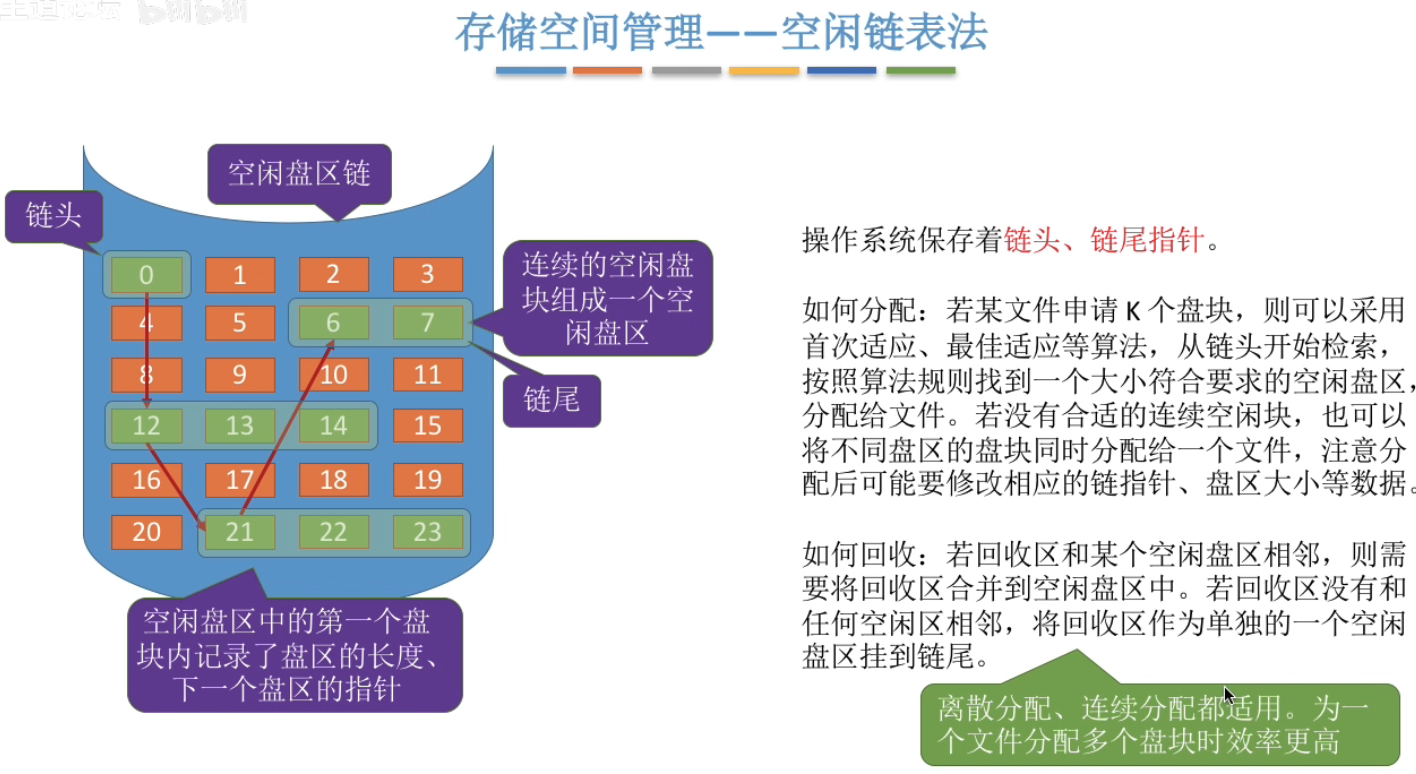 存储空间管理——空闲链表法
空闲盘区链
链头
0 1 2 3
4 5 6 7
8 9 10 11
12 13 14 15
16 17 18 19
20 21 22 23
连续的空闲盘
块组成一个空
闲盘区
链尾
空闲盘区中的第一个盘
块内记录了盘区的长度、
下一个盘区的指针
操作系统保存着链头、链尾指针。
如何分配：若某文件申请 K 个盘块，则可以采用
首次适应、最佳适应等算法，从链头开始检索，
按照算法规则找到一个大小符合要求的空闲盘区，
分配给文件。若没有合适的连续空闲块，也可以
将不同盘区的盘块同时分配给一个文件，注意分
配后可能要修改相应的链指针、盘区大小等数据。
如何回收：若回收区和某个空闲盘区相邻，则需
要将回收区合并到空闲盘区中。若回收区没有和
任何空闲区相邻，将回收区作为单独的一个空闲
盘区挂到链尾。
离散分配、连续分配都适用。为一
个文件分配多个盘块时效率更高